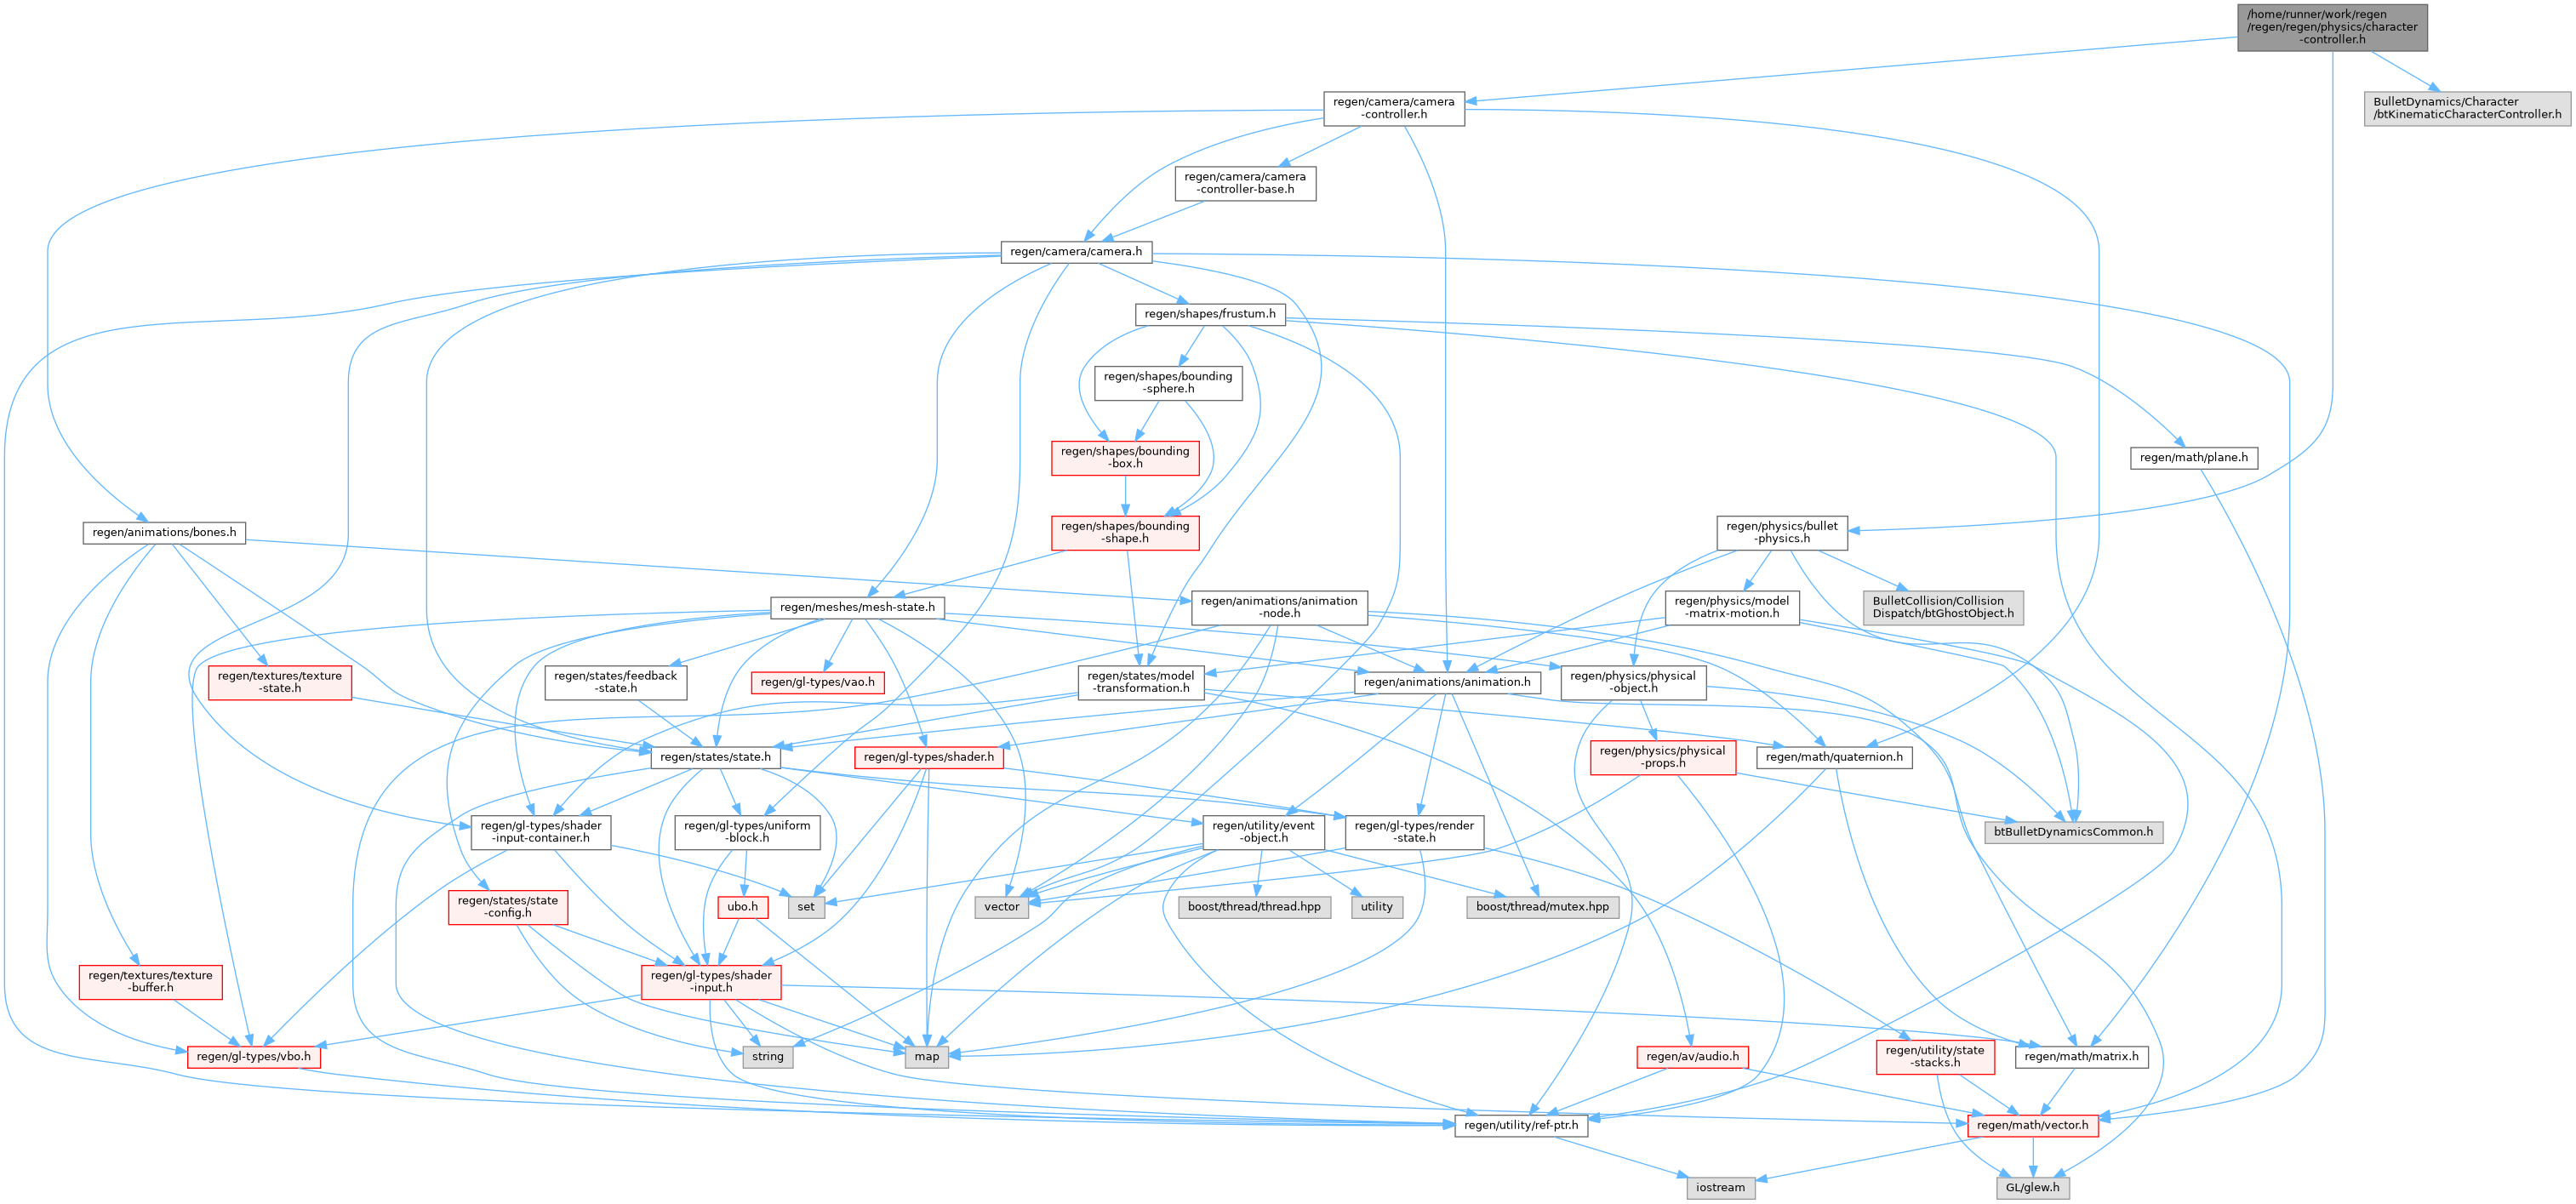 /home/runner/work/regen
/regen/regen/physics/character
-controller.h
regen/camera/camera
-controller.h
BulletDynamics/Character
/btKinematicCharacterController.h
regen/camera/camera
-controller-base.h
regen/camera/camera.h
regen/shapes/frustum.h
regen/shapes/bounding
-sphere.h
regen/shapes/bounding
-box.h
regen/math/plane.h
regen/animations/bones.h
regen/shapes/bounding
-shape.h
regen/physics/bullet
-physics.h
regen/meshes/mesh-state.h
regen/animations/animation
-node.h
regen/physics/model
-matrix-motion.h
BulletCollision/Collision
Dispatch/btGhostObject.h
regen/textures/texture
-state.h
regen/states/feedback
-state.h
regen/gl-types/vao.h
regen/states/model
-transformation.h
regen/animations/animation.h
regen/physics/physical
-object.h
regen/states/state.h
regen/gl-types/shader.h
regen/physics/physical
-props.h
regen/math/quaternion.h
regen/gl-types/shader
-input-container.h
regen/gl-types/uniform
-block.h
regen/utility/event
-object.h
regen/gl-types/render
-state.h
btBulletDynamicsCommon.h
regen/states/state
-config.h
ubo.h
set
vector
boost/thread/thread.hpp
utility
boost/thread/mutex.hpp
regen/textures/texture
-buffer.h
regen/gl-types/shader
-input.h
regen/gl-types/vbo.h
string
map
regen/av/audio.h
regen/utility/state
-stacks.h
regen/math/matrix.h
regen/utility/ref-ptr.h
regen/math/vector.h
iostream
GL/glew.h